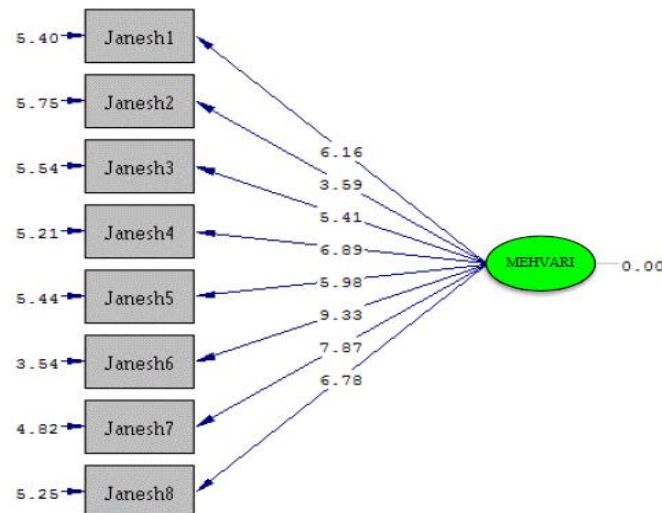 5.40 Janesh1
5.75 Janesh2
6.16
5.54 Janesh3
3.59
5.41
5.21 Janesh4
6.89
MEHVARI 0.00
5.44 Janesh5
5.98
9.33
3.54 Janesh6
7.87
6.78
4.82 Janesh7
5.25 Janesh8